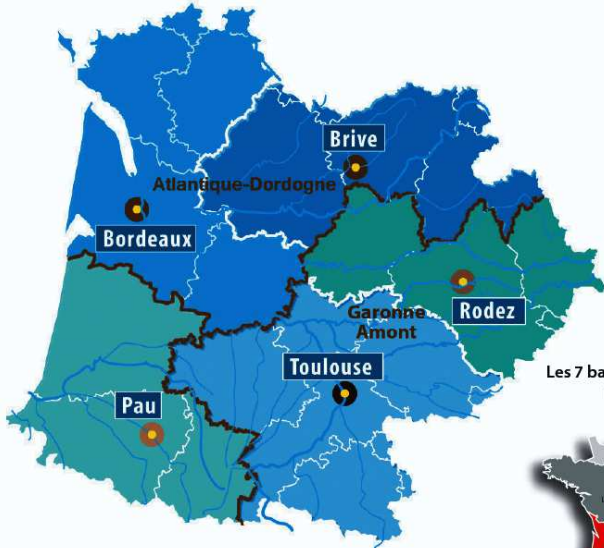 Brive
Atlantique-Dordogne
Bordeaux
Rodez
Garonne
Amont
Toulouse
Les 7 ba
Pau